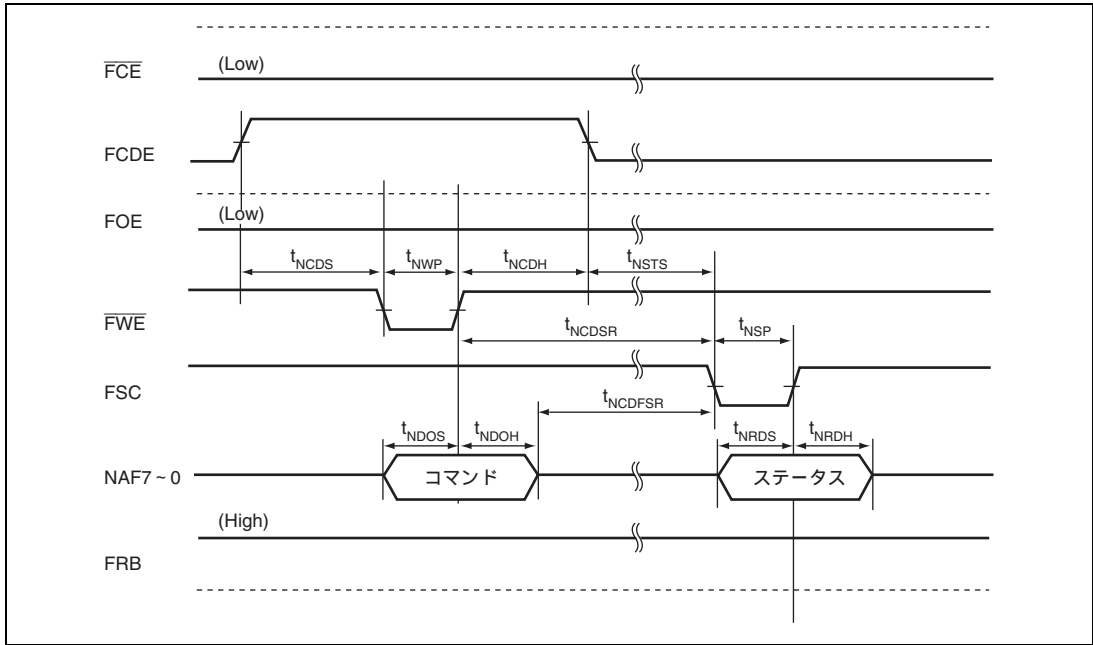 FCE (Low)
FCDE
FOE (Low)
tNCDS tNWP tNCDH tNSTS
FWE
tNCDSR tNSP
FSC
tNCDFSR
tNDOS tNDOH tNRDS tNRDH
NAF7~0 コマンド ステータス
(High)
FRB